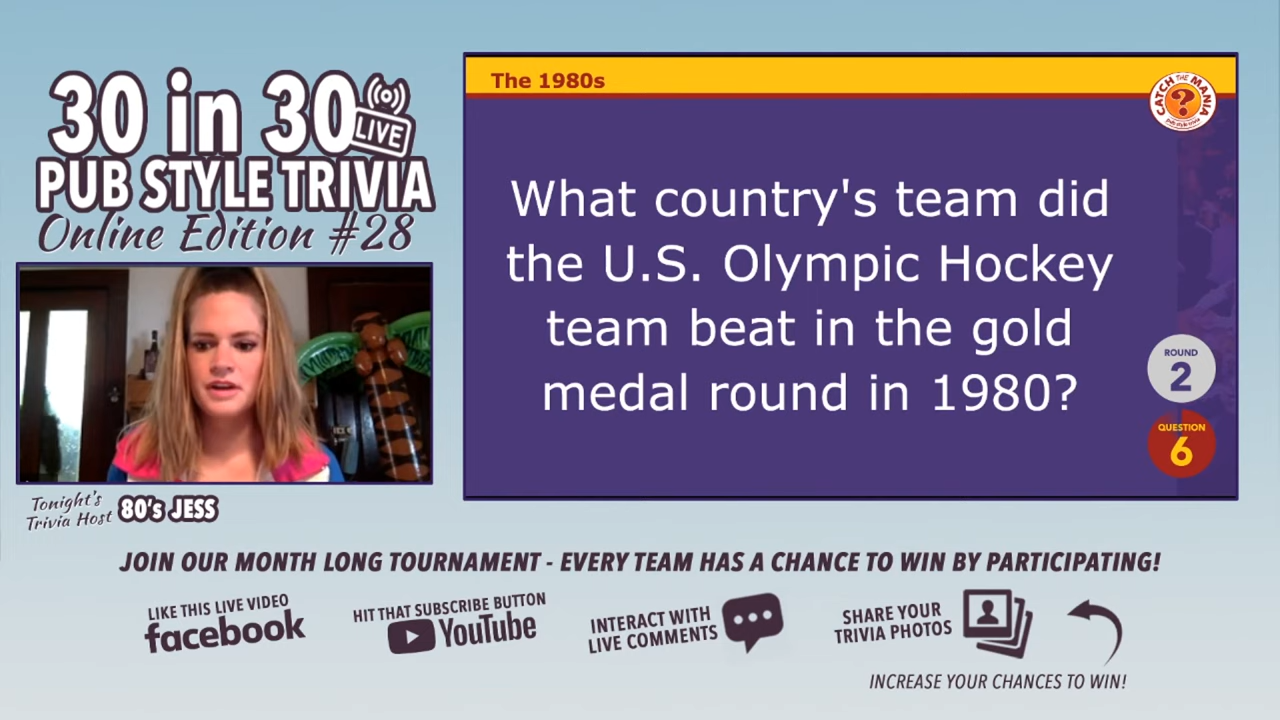 30 in 30
LIVE
PUB STYLE TRIVIA
Online Edition #28
The 1980s
CATCH THE MANIA
?
pub style trivia
What country's team did
the U.S. Olympic Hockey
team beat in the gold
medal round in 1980?
ROUND
2
QUESTION
6
Tonight's
Trivia Host
80's JESS
JOIN OUR MONTH LONG TOURNAMENT - EVERY TEAM HAS A CHANCE TO WIN BY PARTICIPATING!
LIKE THIS LIVE VIDEO
facebook
HIT THAT SUBSCRIBE BUTTON
YouTube
INTERACT WITH
LIVE COMMENTS
SHARE YOUR
TRIVIA PHOTOS
INCREASE YOUR CHANCES TO WIN!